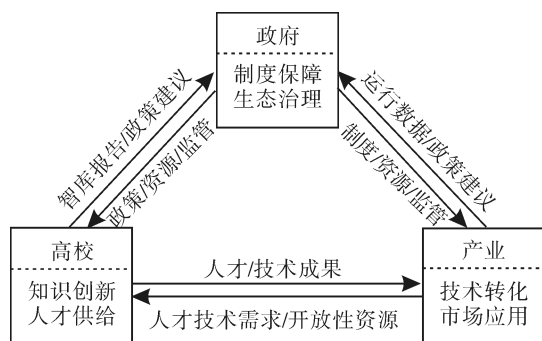 政府
制度保障
生态治理
智库报告/政策建议
政策/资源/监管
运行数据/政策建议
制度/资源/监管
高校
知识创新
人才供给
人才/技术成果
人才技术需求/开放性资源
产业
技术转化
市场应用